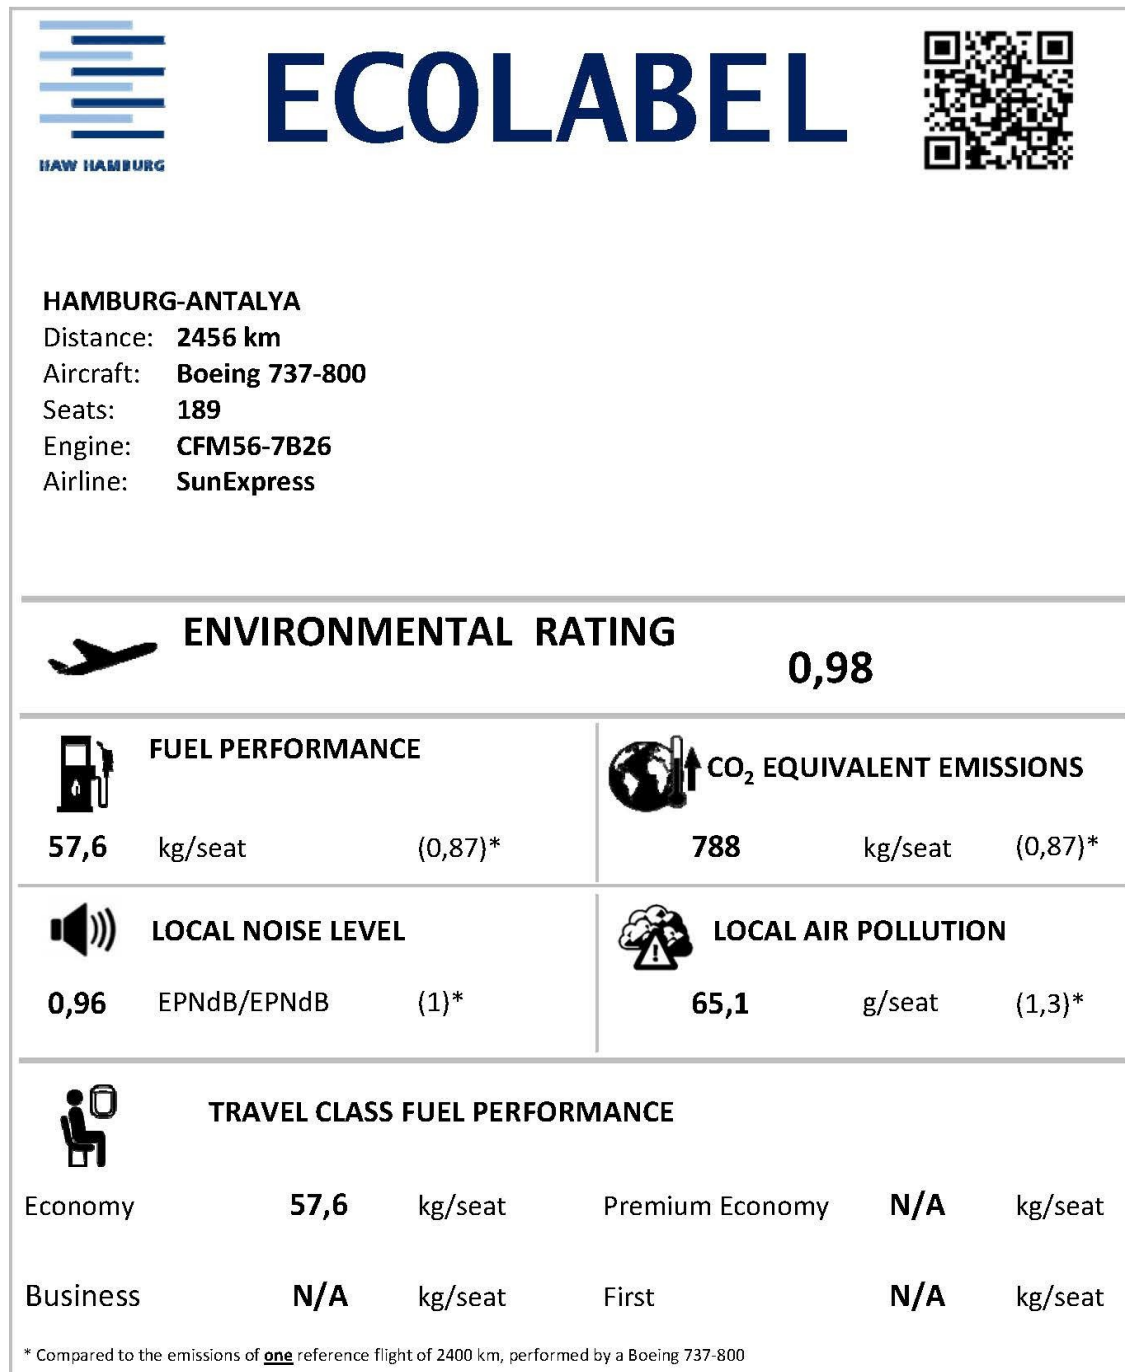 HAW HAMBURG
ECOLABEL
HAMBURG-ANTALYA
Distance: 2456 km
Aircraft: Boeing 737-800
Seats: 189
Engine: CFM56-7B26
Airline: SunExpress
ENVIRONMENTAL RATING
0,98
FUEL PERFORMANCE
57,6 kg/seat (0,87)*
CO₂ EQUIVALENT EMISSIONS
788 kg/seat (0,87)*
LOCAL NOISE LEVEL
0,96 EPNdB/EPNdB (1)*
LOCAL AIR POLLUTION
65,1 g/seat (1,3)*
TRAVEL CLASS FUEL PERFORMANCE
Economy 57,6 kg/seat Premium Economy N/A kg/seat
Business N/A kg/seat First N/A kg/seat
* Compared to the emissions of one reference flight of 2400 km, performed by a Boeing 737-800